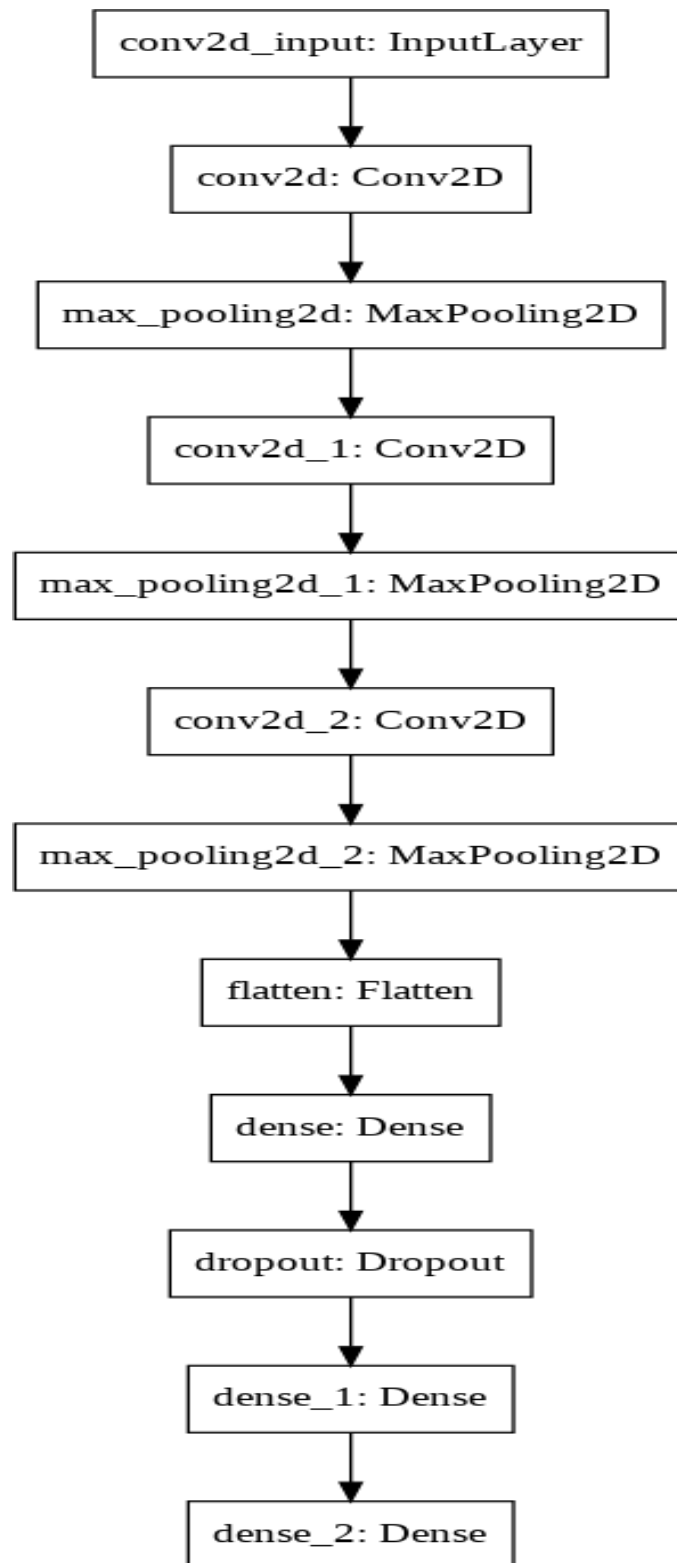 conv2d_input: InputLayer
conv2d: Conv2D
max_pooling2d: MaxPooling2D
conv2d_1: Conv2D
max_pooling2d_1: MaxPooling2D
conv2d_2: Conv2D
max_pooling2d_2: MaxPooling2D
flatten: Flatten
dense: Dense
dropout: Dropout
dense_1: Dense
dense_2: Dense